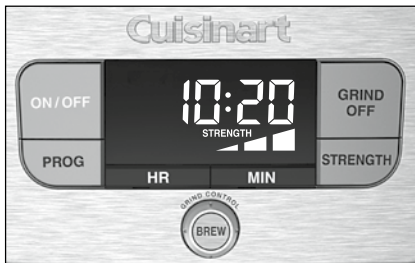 Cuisinart
ON/OFF
10:20
GRIND
OFF
STRENGTH
PROG
STRENGTH
HR
MIN
GRIND CONTROL
BREW